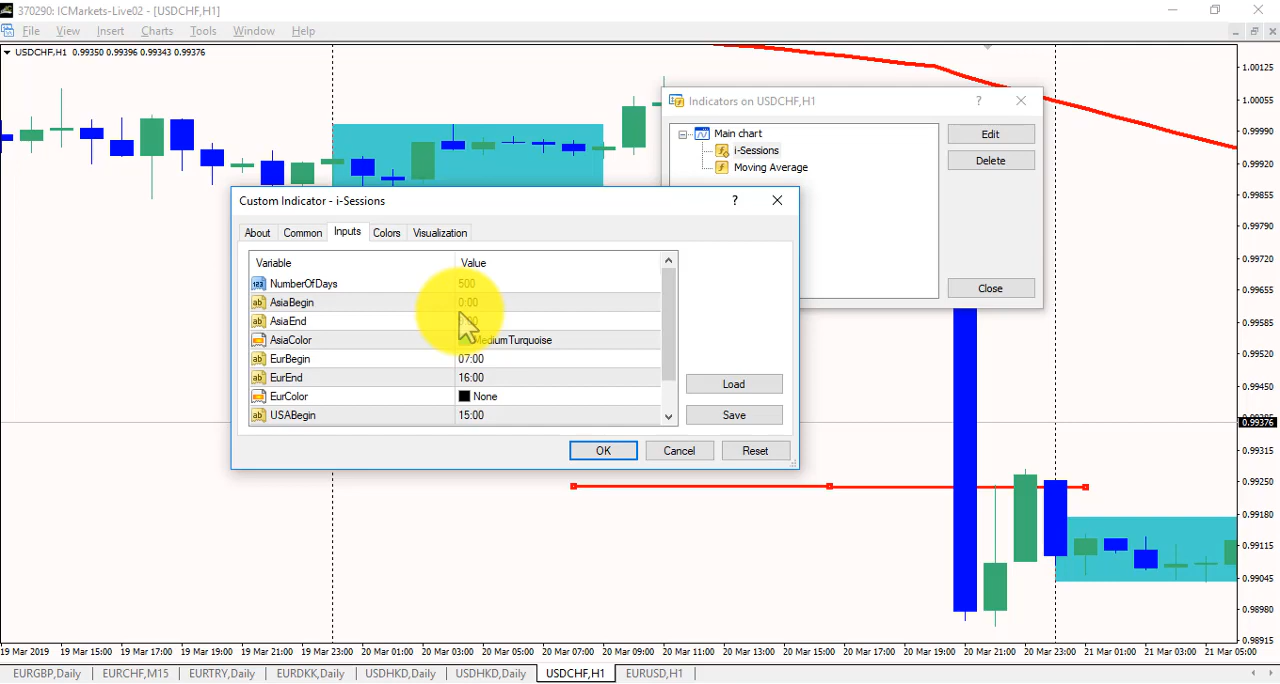 370290: ICMarkets-Live02 - [USDCHF,H1]
File View Insert Charts Tools Window Help
USDCHF,H1 0.99350 0.99396 0.99343 0.99376
Indicators on USDCHF,H1 ?
Main chart
i-Sessions
Moving Average
Edit
Delete
Close
Custom Indicator - i-Sessions ?
About Common Inputs Colors Visualization
Variable Value
NumberOfDays 500
AsiaBegin 0:00
AsiaEnd
AsiaColor MediumTurquoise
EurBegin 07:00
EurEnd 16:00
EurColor None
USABegin 15:00
Load
Save
OK Cancel Reset
1.00125
1.00055
0.99990
0.99920
0.99855
0.99790
0.99720
0.99655
0.99585
0.99520
0.99450
0.99376
0.99315
0.99250
0.99180
0.99115
0.99045
0.98980
0.98915
19 Mar 2019 19 Mar 15:00 19 Mar 17:00 19 Mar 19:00 19 Mar 21:00 19 Mar 23:00 20 Mar 01:00 20 Mar 03:00 20 Mar 05:00 20 Mar 07:00 20 Mar 09:00 20 Mar 11:00 20 Mar 13:00 20 Mar 15:00 20 Mar 17:00 20 Mar 19:00 20 Mar 21:00 20 Mar 23:00 21 Mar 01:00 21 Mar 03:00 21 Mar 05:00
EURGBP,Daily EURCHF,M15 EURTRY,Daily EURDKK,Daily USDHKD,Daily USDHKD,Daily USDCHF,H1 EURUSD,H1